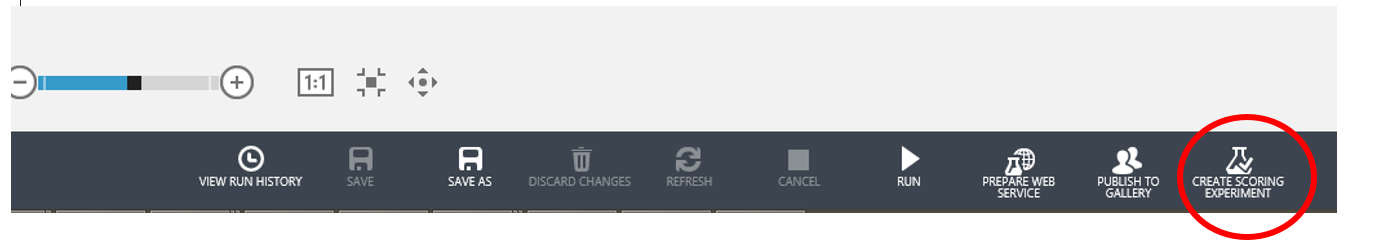 1:1
VIEW RUN HISTORY
SAVE
SAVE AS
DISCARD CHANGES
REFRESH
CANCEL
RUN
PREPARE WEB
SERVICE
PUBLISH TO
GALLERY
CREATE SCORING
EXPERIMENT